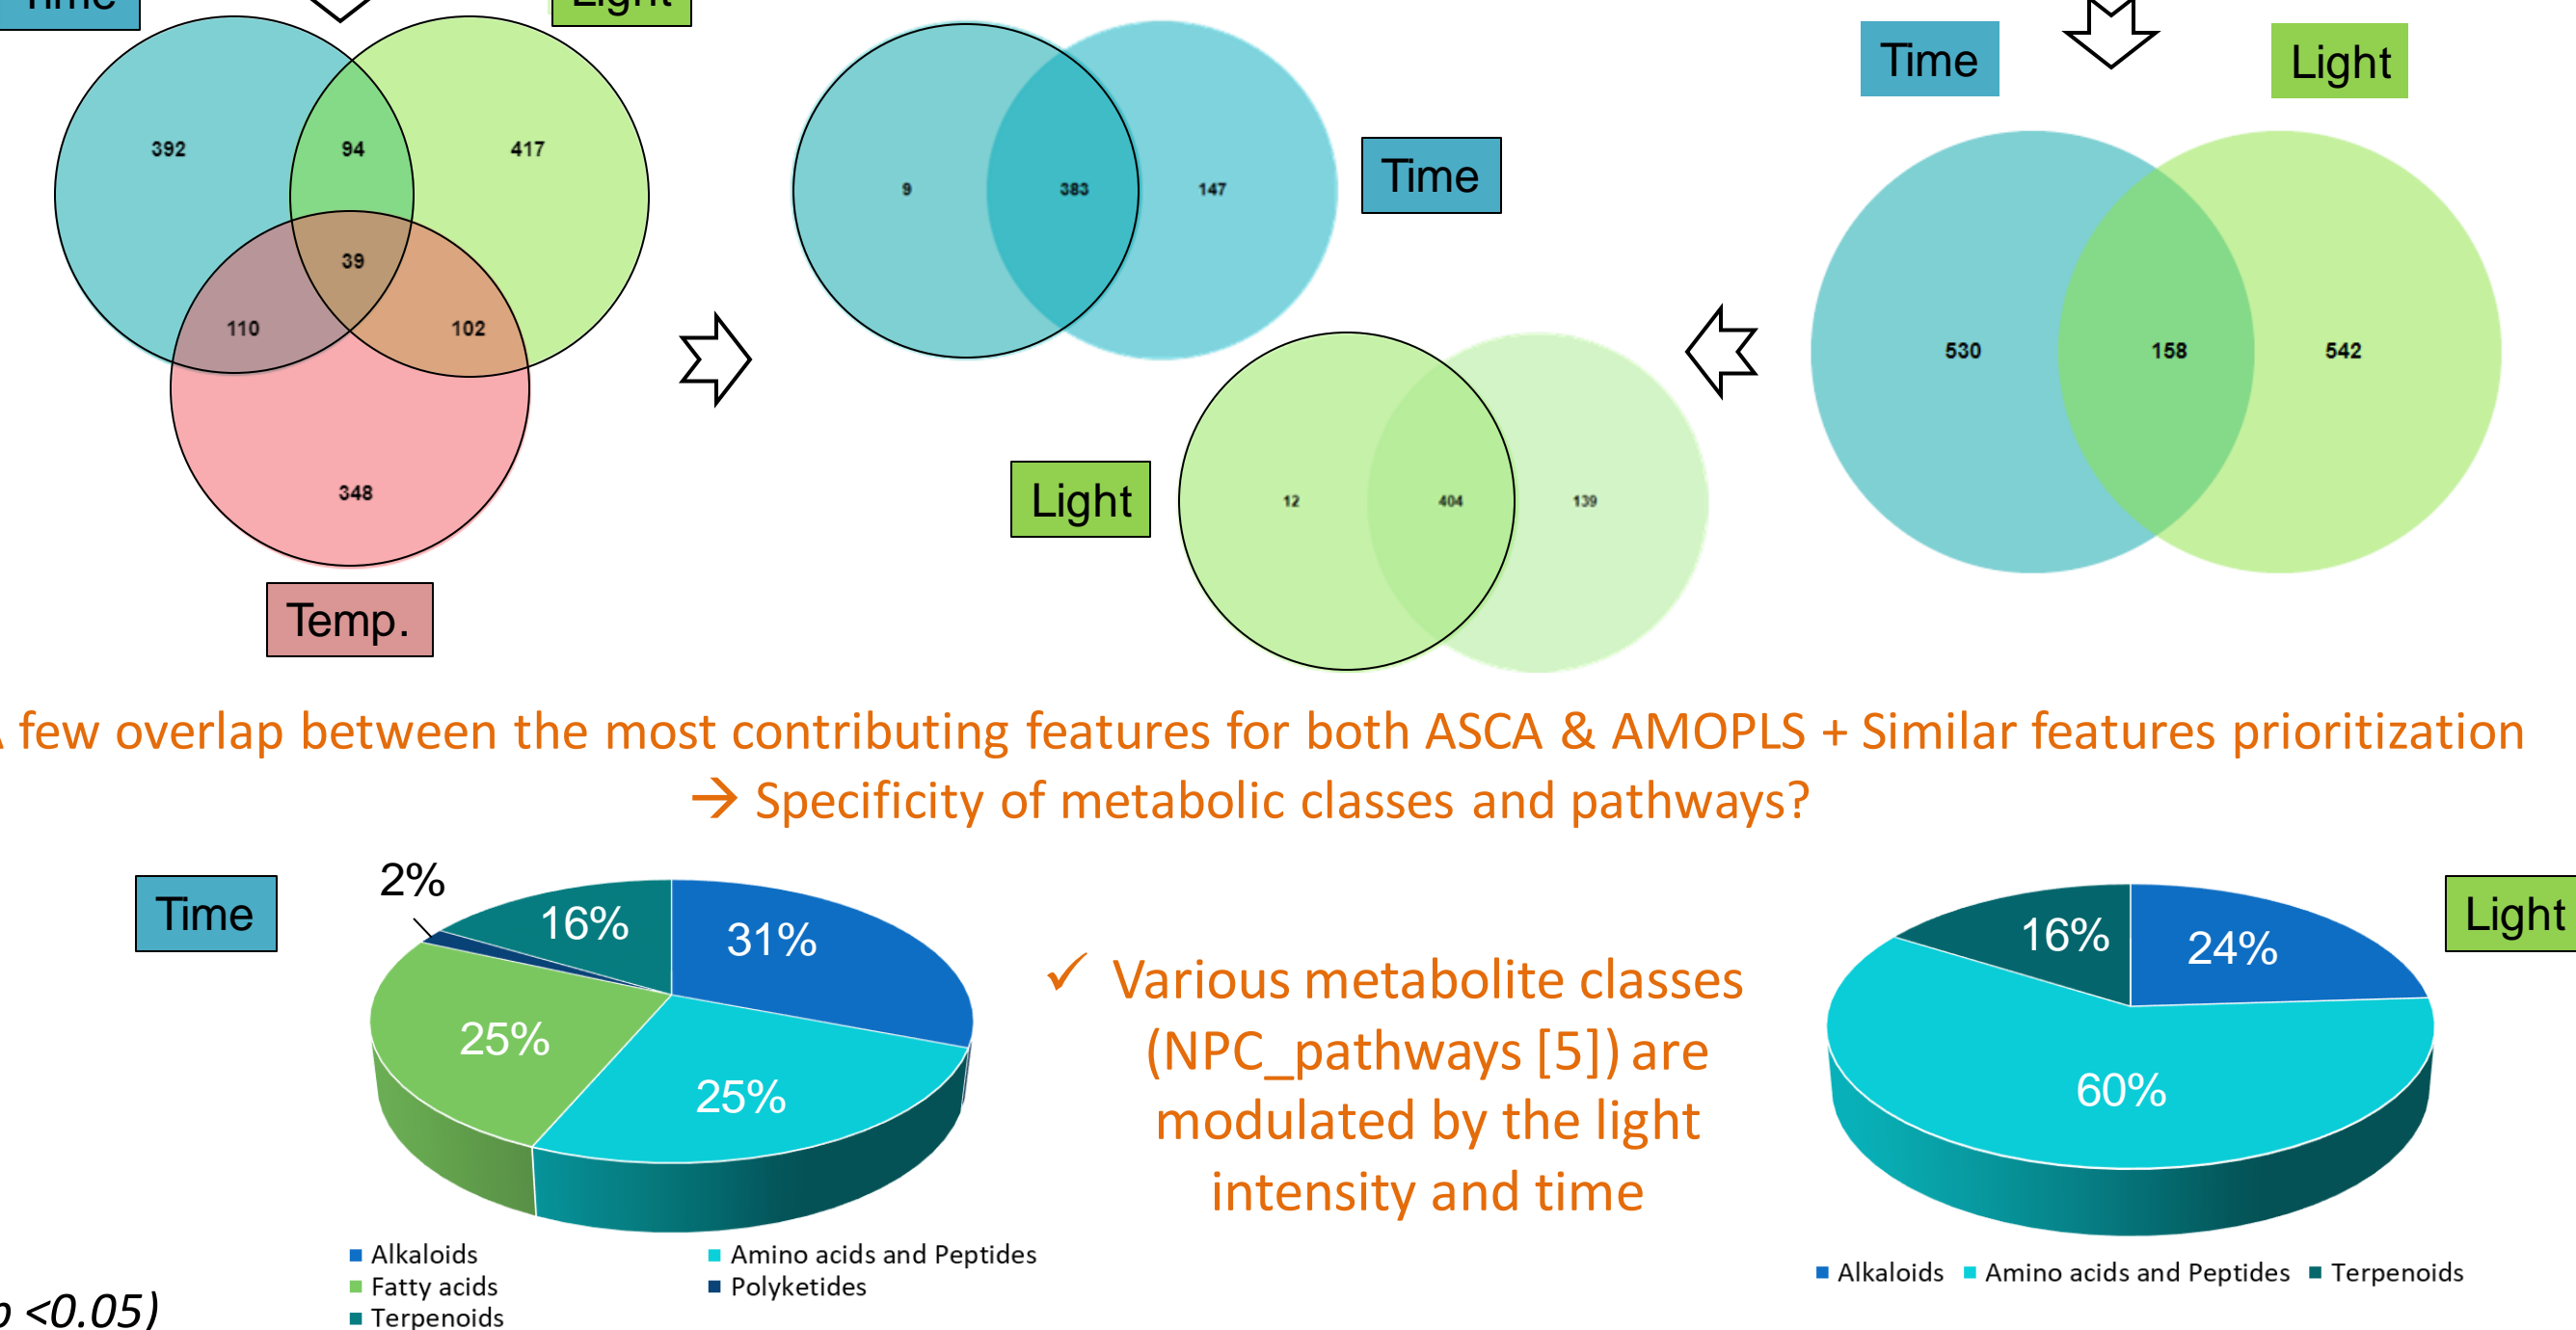 Time
Light
392
94
417
39
110
102
348
Temp.
9
383
147
Time
Light
12
404
139
Time
Light
530
158
542
few overlap between the most contributing features for both ASCA & AMOPLS + Similar features prioritization
→ Specificity of metabolic classes and pathways?
Time
2%
16%
31%
25%
25%
Alkaloids
Amino acids and Peptides
Fatty acids
Polyketides
Terpenoids
✓ Various metabolite classes
(NPC_pathways [5]) are
modulated by the light
intensity and time
Light
16%
24%
60%
Alkaloids Amino acids and Peptides Terpenoids
p <0.05)